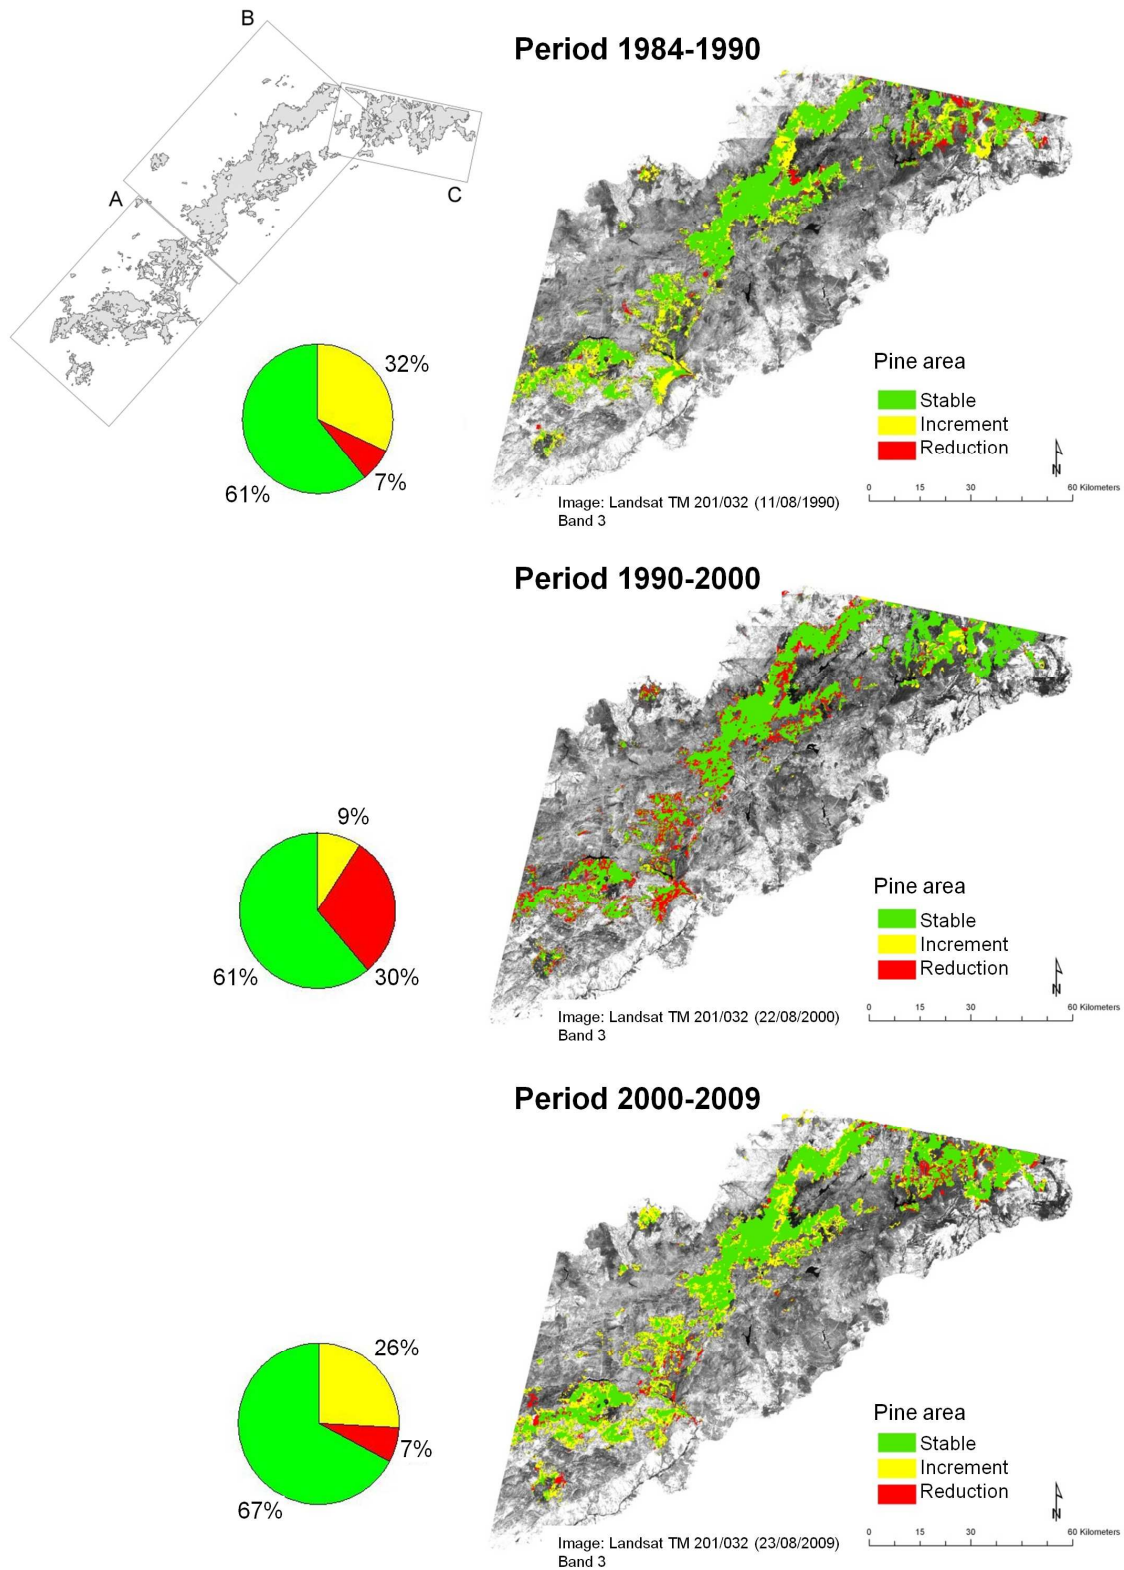 B
A
C
Period 1984-1990
32%
7%
61%
Pine area
Stable
Increment
Reduction
N
0 15 30 60 Kilometers
Image: Landsat TM 201/032 (11/08/1990)
Band 3
Period 1990-2000
9%
30%
61%
Pine area
Stable
Increment
Reduction
N
0 15 30 60 Kilometers
Image: Landsat TM 201/032 (22/08/2000)
Band 3
Period 2000-2009
26%
7%
67%
Pine area
Stable
Increment
Reduction
N
0 15 30 60 Kilometers
Image: Landsat TM 201/032 (23/08/2009)
Band 3